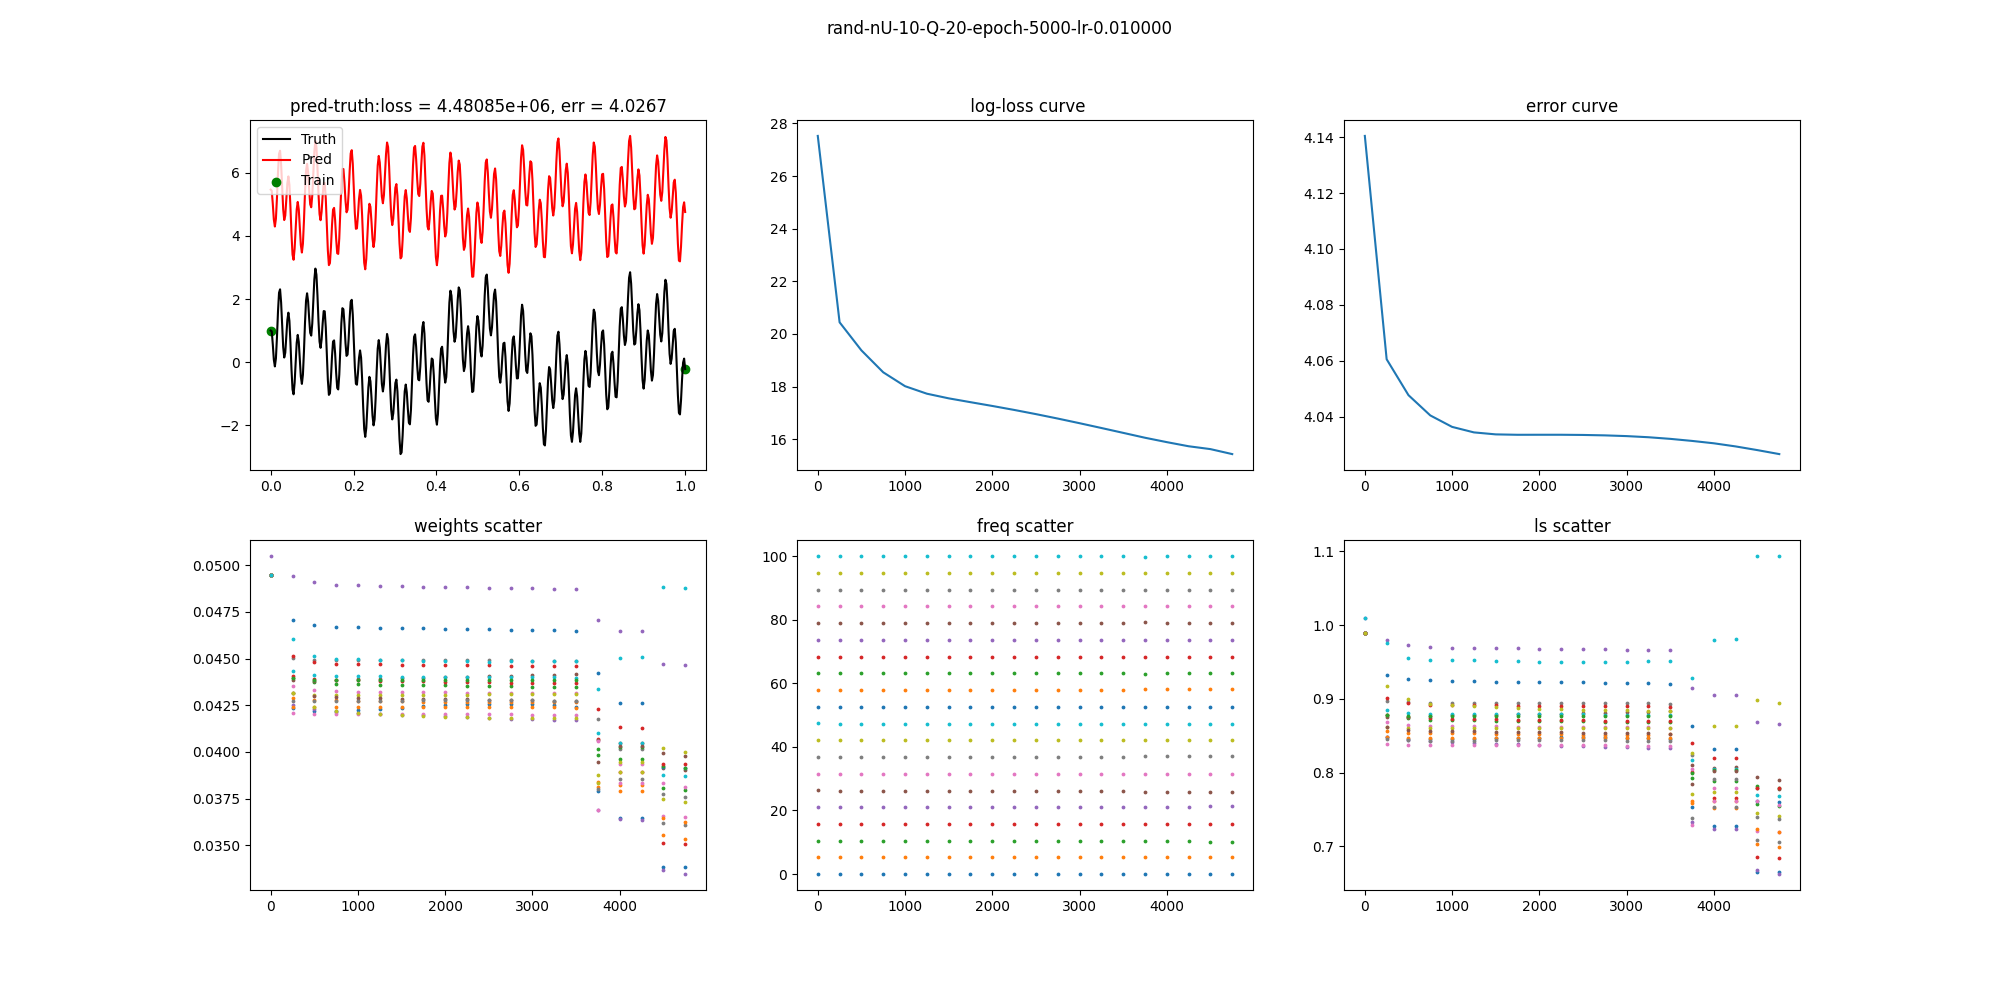 rand-nU-10-Q-20-epoch-5000-lr-0.010000
pred-truth:loss = 4.48085e+06, err = 4.0267
Truth
Pred
Train
6
4
2
0
−2
0.0 0.2 0.4 0.6 0.8 1.0
log-loss curve
28
26
24
22
20
18
16
0 1000 2000 3000 4000
error curve
4.14
4.12
4.10
4.08
4.06
4.04
0 1000 2000 3000 4000
weights scatter
0.0500
0.0475
0.0450
0.0425
0.0400
0.0375
0.0350
0 1000 2000 3000 4000
freq scatter
100
80
60
40
20
0
0 1000 2000 3000 4000
ls scatter
1.1
1.0
0.9
0.8
0.7
0 1000 2000 3000 4000